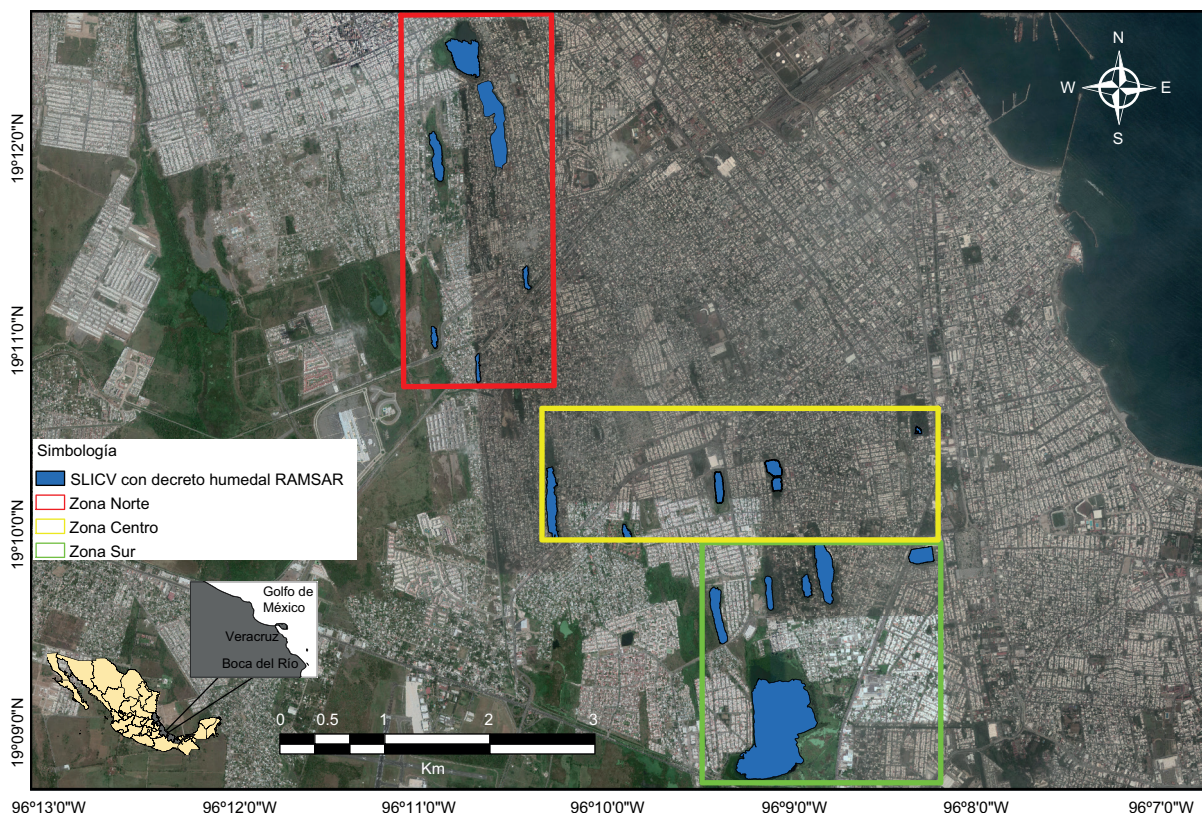 N
W
E
S
19°12'0"N
19°11'0"N
19°10'0"N
19°09'0"N
Simbología
SLICV con decreto humedal RAMSAR
Zona Norte
Zona Centro
Zona Sur
Golfo de
México
Veracruz
Boca del Río
0 0.5 1 2 3
Km
96°13'0"W 96°12'0"W 96°11'0"W 96°10'0"W 96°9'0"W 96°8'0"W 96°7'0"W